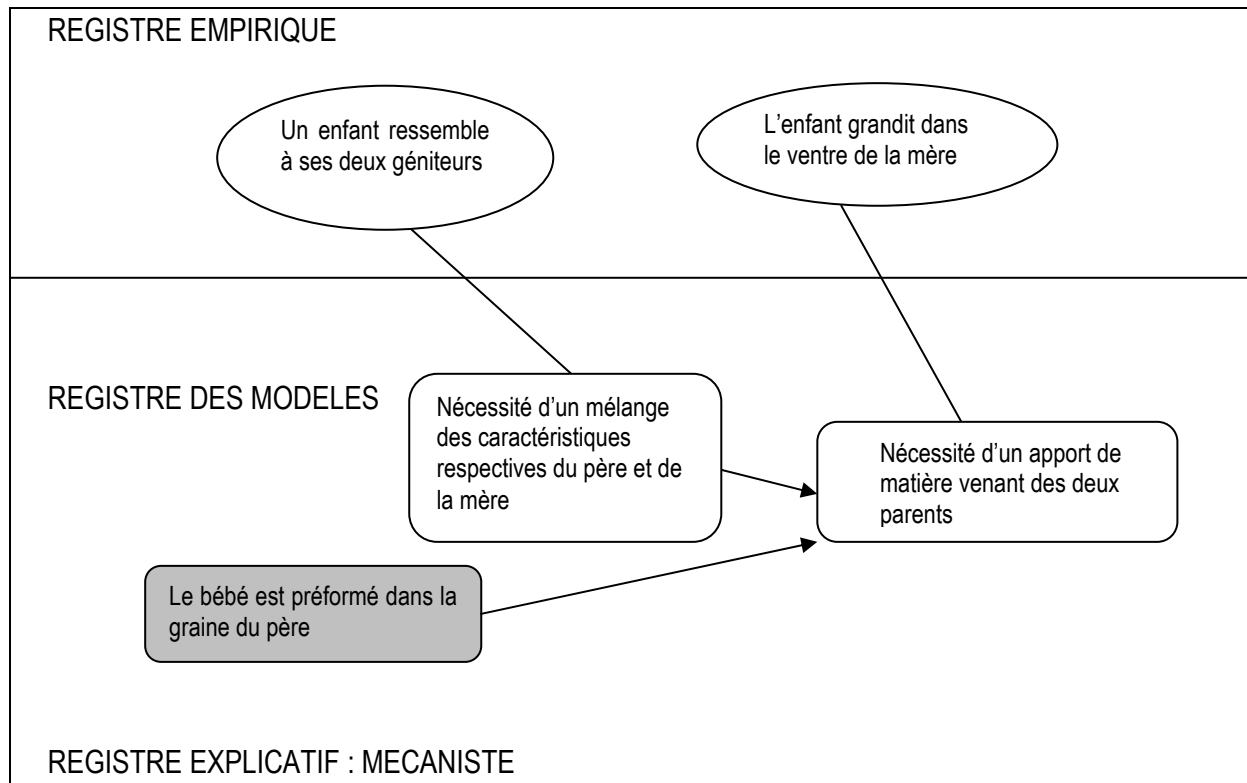 REGISTRE EMPIRIQUE
Un enfant ressemble
à ses deux géniteurs
L'enfant grandit dans
le ventre de la mère
REGISTRE DES MODELES
Nécessité d'un mélange
des caractéristiques
respectives du père et de
la mère
Nécessité d'un apport de
matière venant des deux
parents
Le bébé est préformé dans la
graine du père
REGISTRE EXPLICATIF : MECANISTE